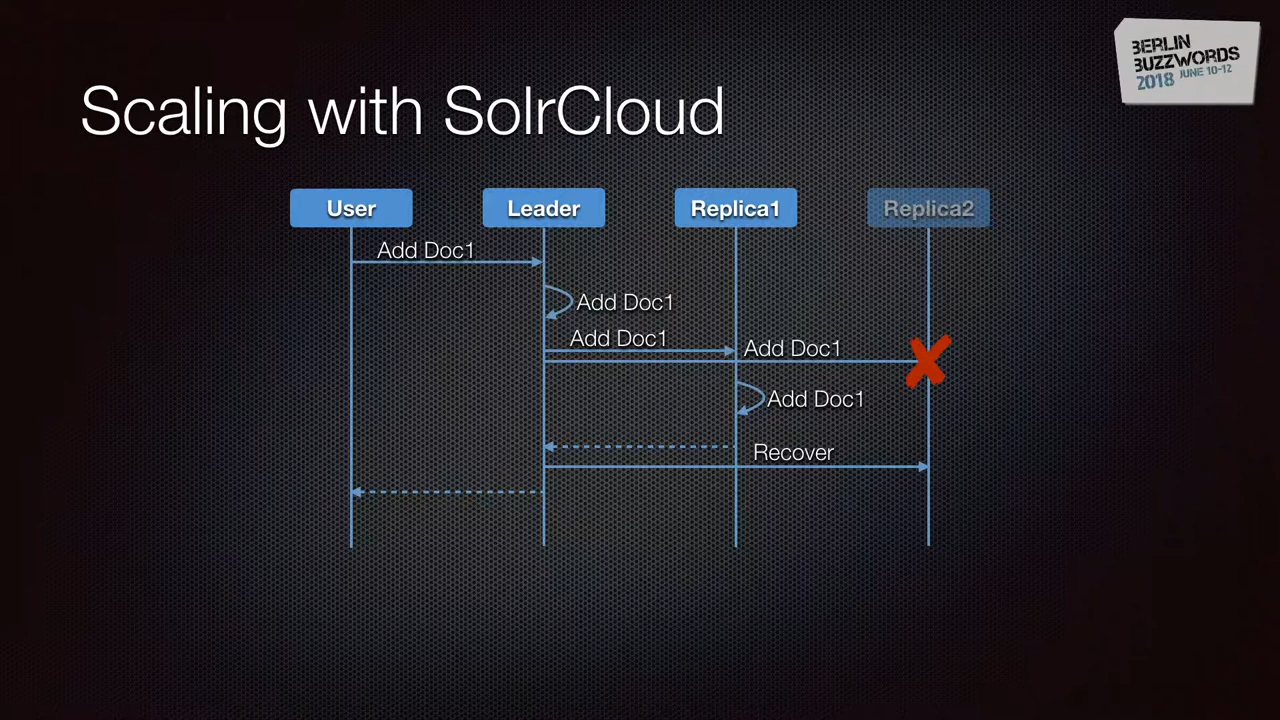 BERLIN
BUZZWORDS
2018 JUNE 10-12
Scaling with SolrCloud
User
Leader
Replica1
Replica2
Add Doc1
Add Doc1
Add Doc1
Add Doc1
Add Doc1
Recover